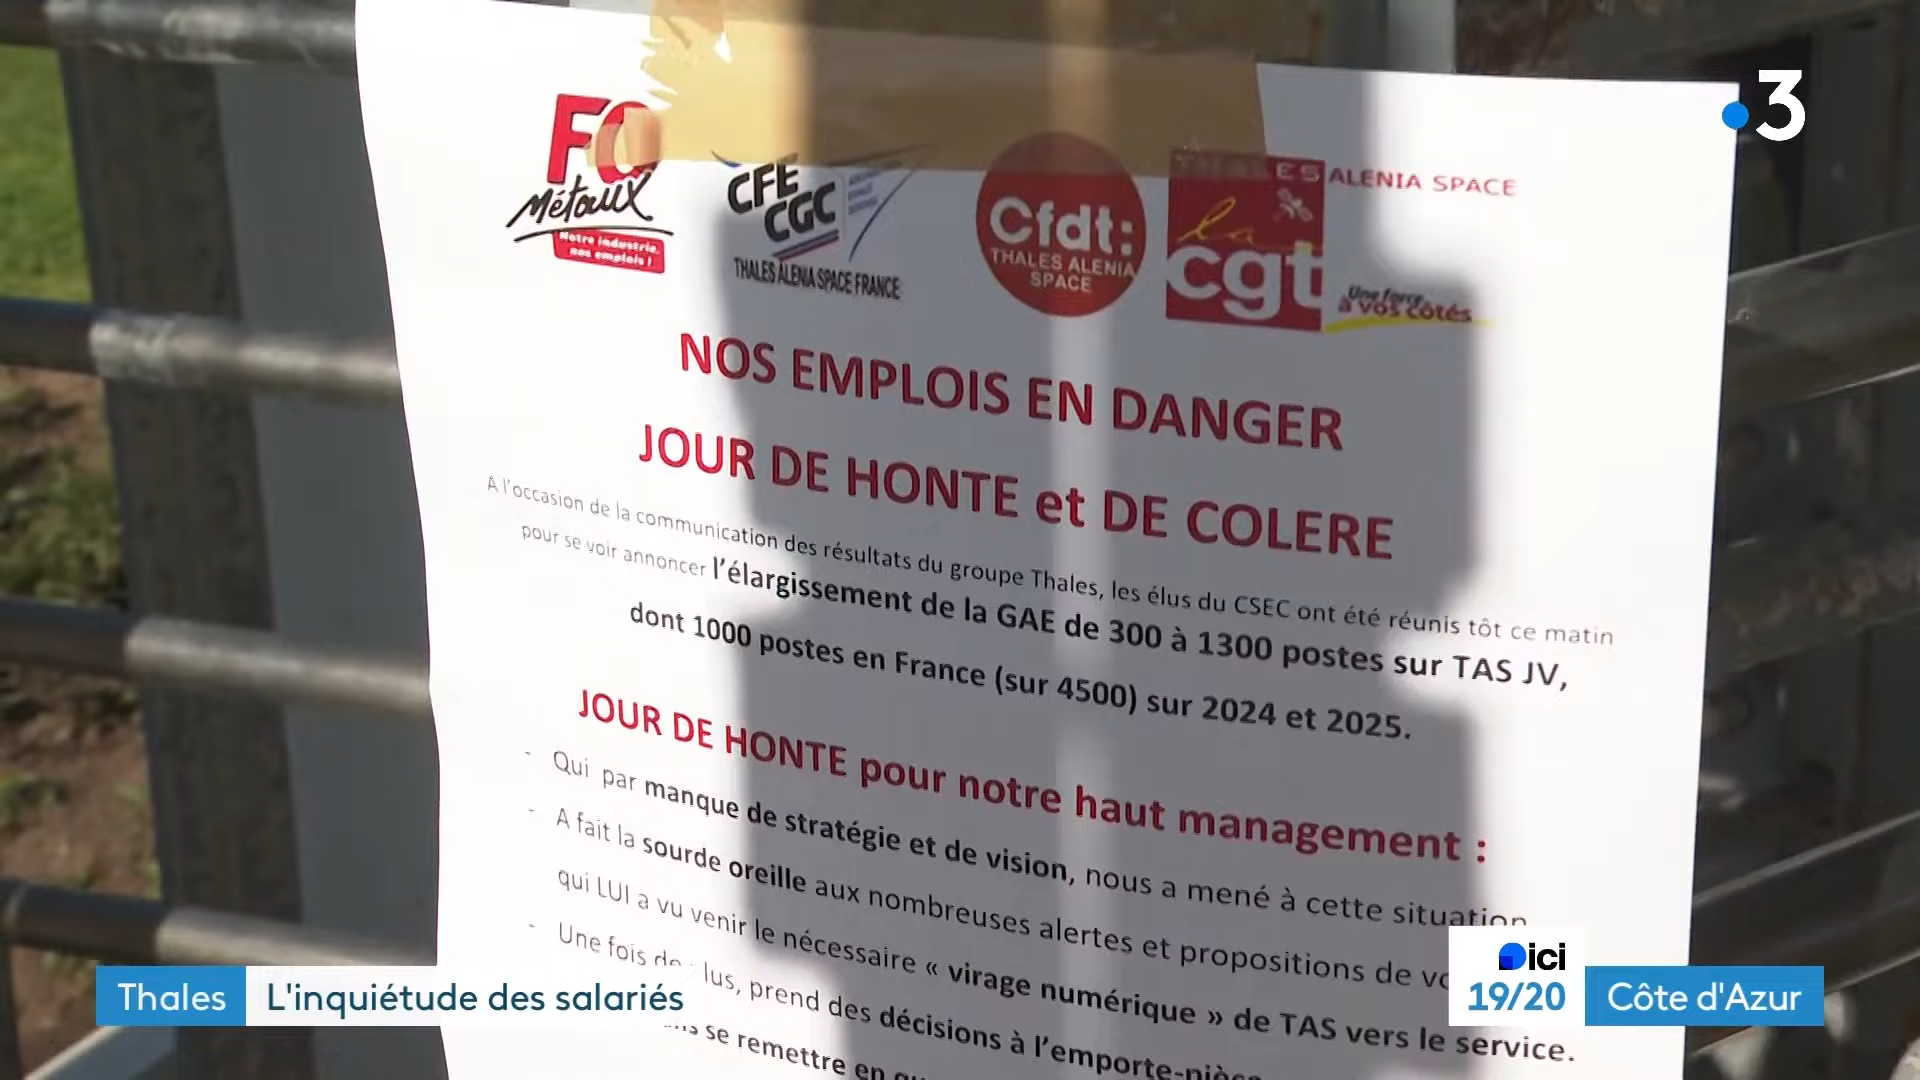 3
FO
Métaux
Notre industrie,
nos emplois !
CFE
CGC
THALES ALENIA SPACE FRANCE
Cfdt:
THALES ALENIA
SPACE
THALES ALENIA SPACE
la
cgt
Une force
à vos côtés
NOS EMPLOIS EN DANGER
JOUR DE HONTE et DE COLERE
A l'occasion de la communication des résultats du groupe Thales, les élus du CSEC ont été réunis tôt ce matin
pour se voir annoncer l'élargissement de la GAE de 300 à 1300 postes sur TAS JV,
dont 1000 postes en France (sur 4500) sur 2024 et 2025.
JOUR DE HONTE pour notre haut management :
- Qui par manque de stratégie et de vision, nous a mené à cette situation
- A fait la sourde oreille aux nombreuses alertes et propositions de
qui LUI a vu venir le nécessaire « virage numérique » de TAS vers le service.
- Une fois de plus, prend des décisions à l'emporte-pièce
se remettre en
Thales L'inquiétude des salariés
ici
19/20 Côte d'Azur